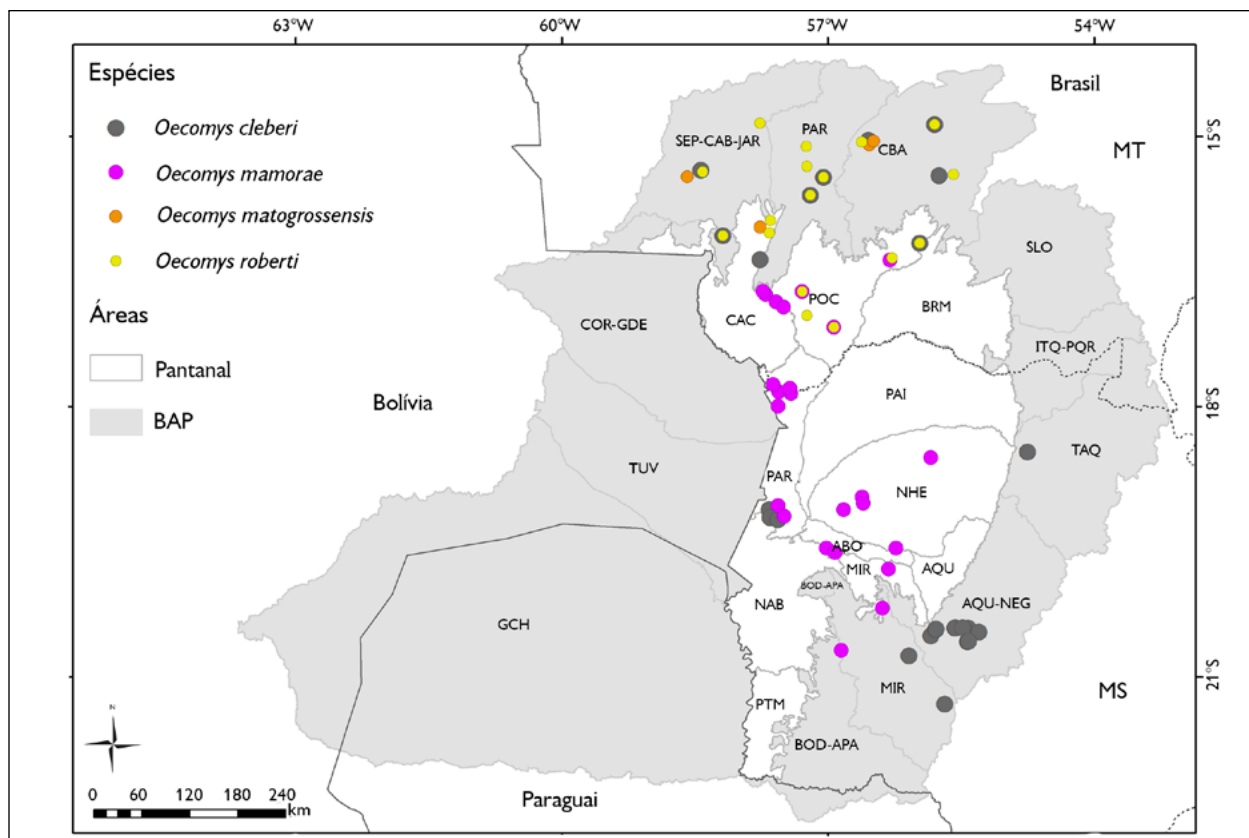 63°W
60°W
57°W
54°W
Espécies
Oecomys cleberi
Oecomys mamorae
Oecomys matogrossensis
Oecomys roberti
Áreas
Pantanal
BAP
Brasil
MT
15°S
SEP-CAB-JAR
PAR
CBA
SLO
COR-GDE
CAC
POC
BRM
ITQ-PQR
Bolívia
PAI
18°S
TAQ
TUV
PAR
NHE
ABO
MIR
AQU
BOD-APA
NAB
AQU-NEG
GCH
21°S
MIR
MS
PTM
BOD-APA
N
0 60 120 180 240
km
Paraguai